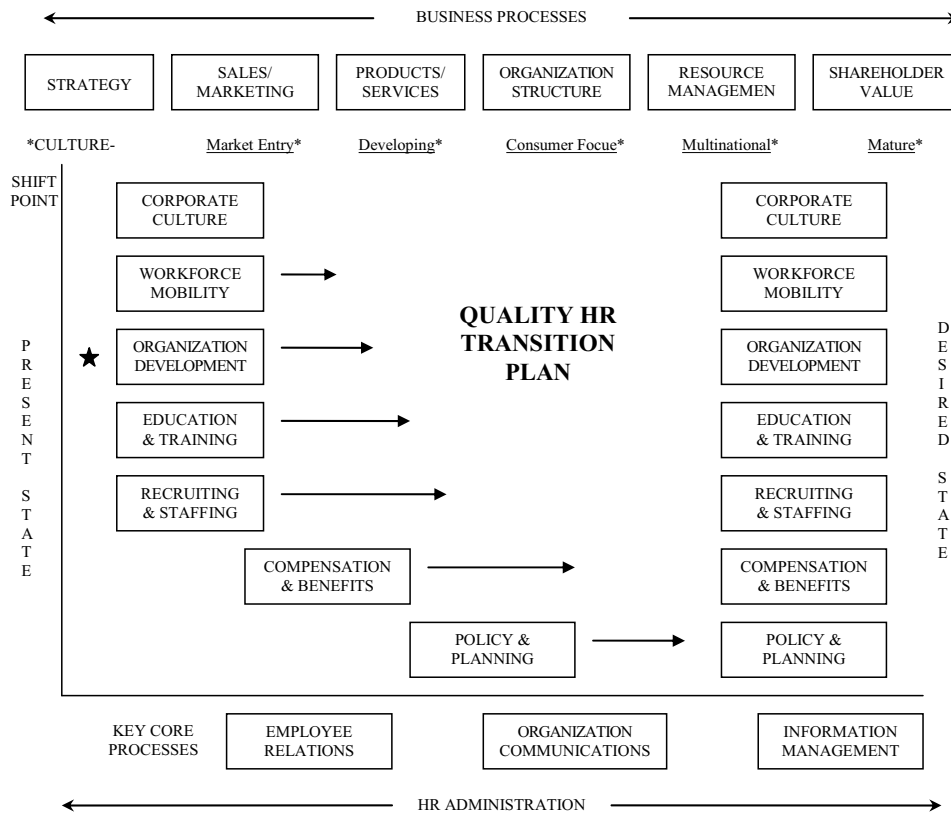 BUSINESS PROCESSES
STRATEGY
SALES/
MARKETING
PRODUCTS/
SERVICES
ORGANIZATION
STRUCTURE
RESOURCE
MANAGEMEN
SHAREHOLDER
VALUE
*CULTURE-
Market Entry*
Developing*
Consumer Focus*
Multinational*
Mature*
SHIFT
POINT
CORPORATE
CULTURE
CORPORATE
CULTURE
WORKFORCE
MOBILITY
WORKFORCE
MOBILITY
QUALITY HR
TRANSITION
PLAN
PRESENT STATE
ORGANIZATION
DEVELOPMENT
ORGANIZATION
DEVELOPMENT
DESIRED STATE
EDUCATION
& TRAINING
EDUCATION
& TRAINING
RECRUITING
& STAFFING
RECRUITING
& STAFFING
COMPENSATION
& BENEFITS
COMPENSATION
& BENEFITS
POLICY &
PLANNING
POLICY &
PLANNING
KEY CORE
PROCESSES
EMPLOYEE
RELATIONS
ORGANIZATION
COMMUNICATIONS
INFORMATION
MANAGEMENT
HR ADMINISTRATION